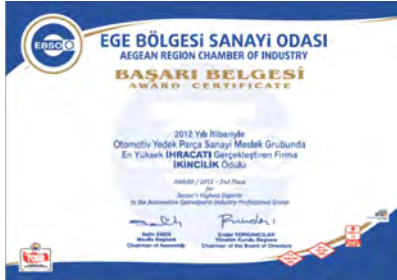 EBSO
EGE BÖLGESİ SANAYİ ODASI
AEGEAN REGION CHAMBER OF INDUSTRY
BAŞARI BELGESİ
AWARD CERTIFICATE
2012 Yılı İtibariyle
Otomotiv Yedek Parça Sanayi Meslek Grubunda
En Yüksek İHRACATI Gerçekleştiren Firma
İKİNCİLİK Ödülü
AWARD / 2012 - 2nd Place
for
Sector's Highest Exports
in the Automotive Spareparts Industry Professional Group
Salih ESEN
Meclis Başkanı
Chairman of Assembly
Ender YORGANCILAR
Yönetim Kurulu Başkanı
Chairman of the Board of Directors